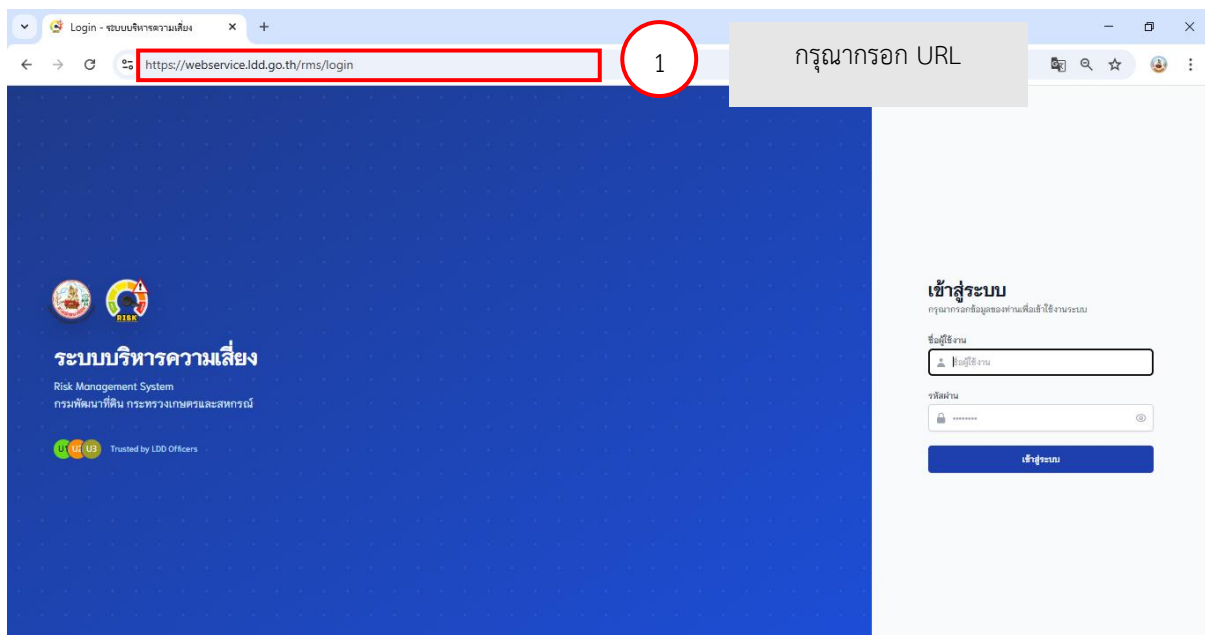 Login - ระบบบริหารความเสี่ยง
https://webservice.ldd.go.th/rms/login
1
กรุณากรอก URL
RISK
ระบบบริหารความเสี่ยง
Risk Management System
กรมพัฒนาที่ดิน กระทรวงเกษตรและสหกรณ์
U1 U2 U3 Trusted by LDD Officers
เข้าสู่ระบบ
กรุณากรอกข้อมูลของท่านเพื่อเข้าใช้งานระบบ
ชื่อผู้ใช้งาน
ชื่อผู้ใช้งาน
รหัสผ่าน
เข้าสู่ระบบ